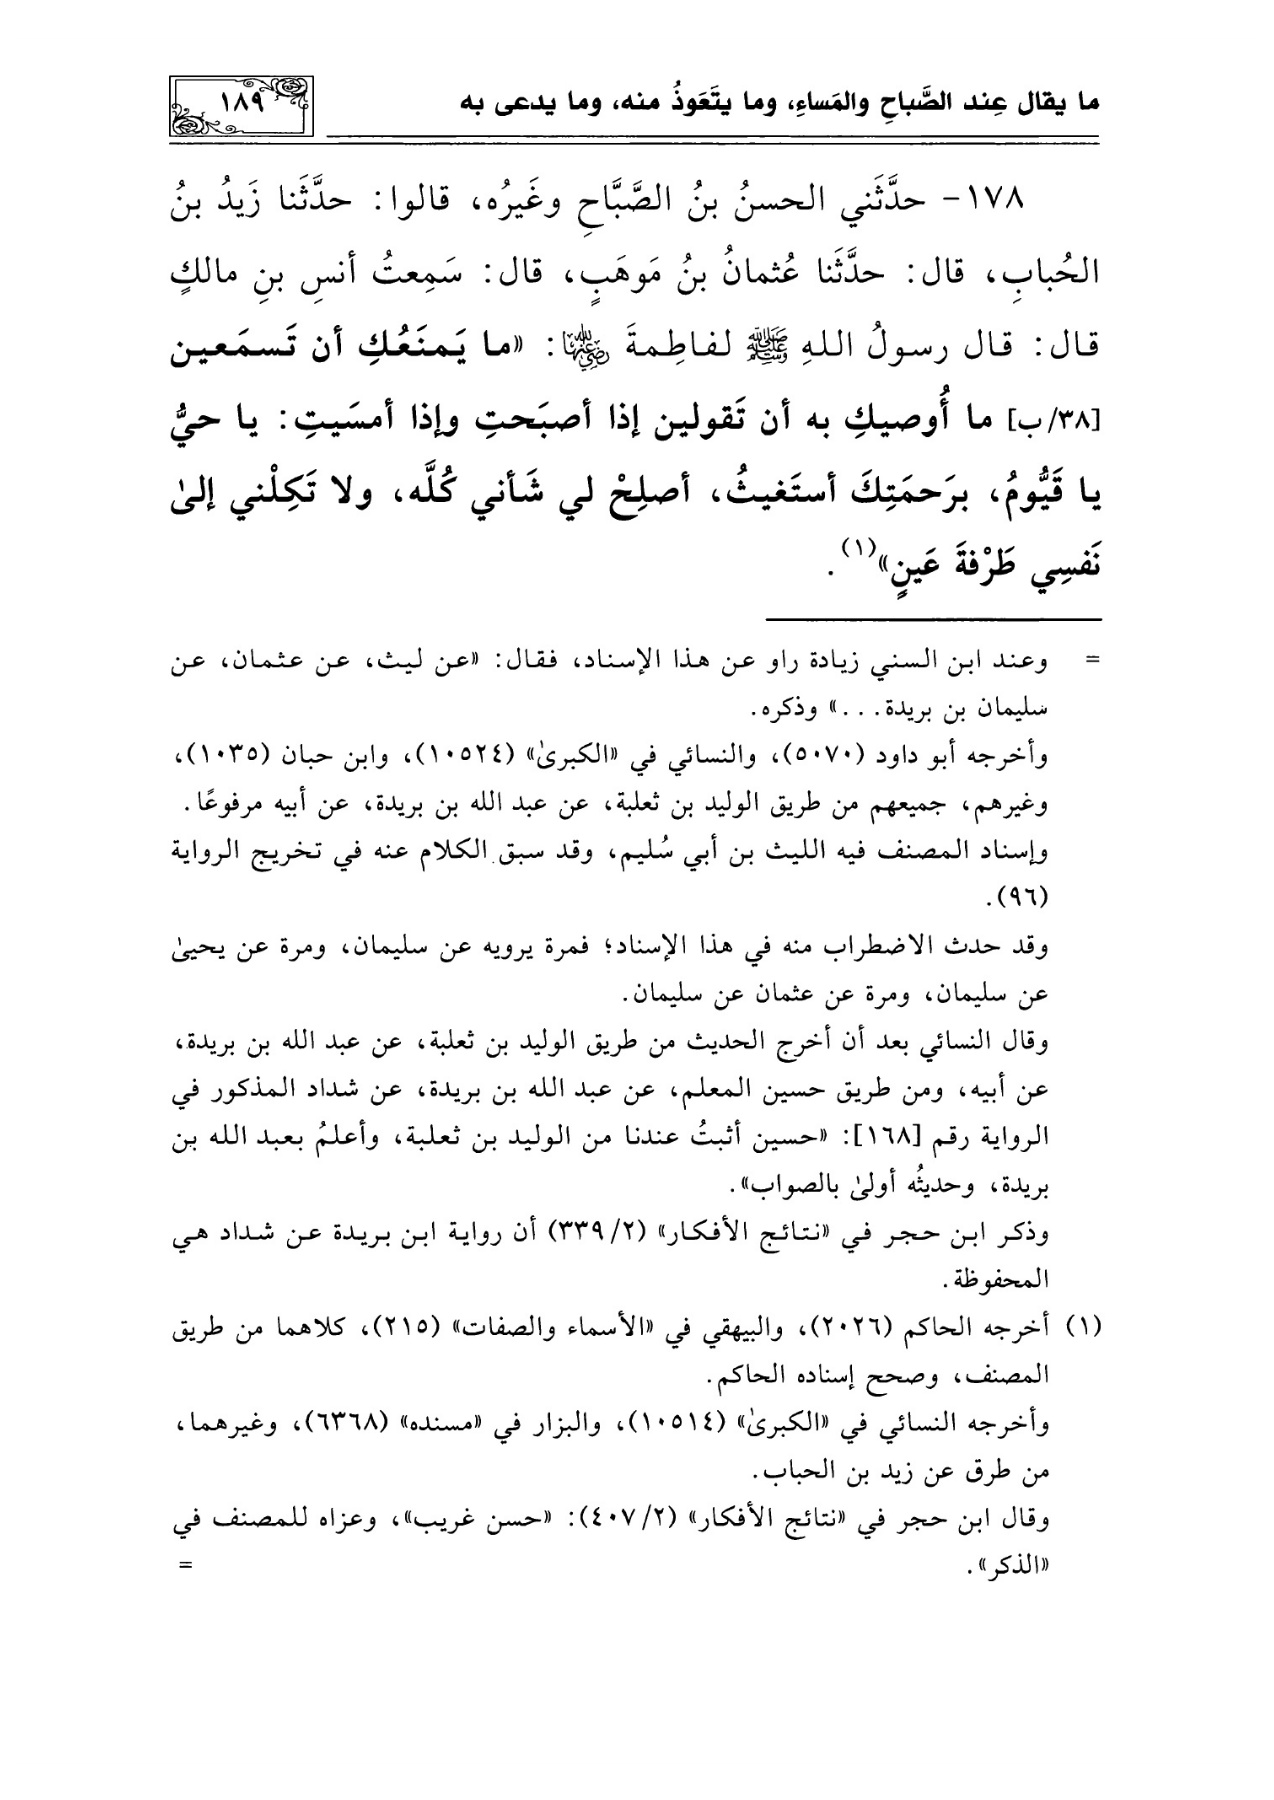 ما يقال عِند الصَّباحِ والمَساءِ، وما يتَعَوذُ منه، وما يدعى به
١٨٩
١٧٨- حدَّثَني الحسنُ بنُ الصَّبَّاحِ وغَيرُه، قالوا: حدَّثَنا زَيدُ بنُ
الحُبابِ، قال: حدَّثَنا عُثمانُ بنُ مَوهَبٍ، قال: سَمِعتُ أنسِ بنِ مالكٍ
قال: قال رسولُ اللهِ ﷺ لفاطِمةَ رضي الله عنها: «ما يَمنَعُكِ أن تَسمَعين
[٣٨/ب] ما أُوصيكِ به أن تَقولين إذا أصبَحتِ وإذا أمسَيتِ: يا حيُّ
يا قَيُّومُ، برَحمَتِكَ أستَغيثُ، أصلِحْ لي شَأني كُلَّه، ولا تَكِلْني إلىٰ
نَفسِي طَرْفةَ عَينٍ»(١).
= وعند ابن السني زيادة راو عن هذا الإسناد، فقال: «عن ليث، عن عثمان، عن
سليمان بن بريدة...» وذكره.
وأخرجه أبو داود (٥٠٧٠)، والنسائي في «الكبرىٰ» (١٠٥٢٤)، وابن حبان (١٠٣٥)،
وغيرهم، جميعهم من طريق الوليد بن ثعلبة، عن عبد الله بن بريدة، عن أبيه مرفوعًا.
وإسناد المصنف فيه الليث بن أبي سُليم، وقد سبق الكلام عنه في تخريج الرواية
(٩٦).
وقد حدث الاضطراب منه في هذا الإسناد؛ فمرة يرويه عن سليمان، ومرة عن يحيىٰ
عن سليمان، ومرة عن عثمان عن سليمان.
وقال النسائي بعد أن أخرج الحديث من طريق الوليد بن ثعلبة، عن عبد الله بن بريدة،
عن أبيه، ومن طريق حسين المعلم، عن عبد الله بن بريدة، عن شداد المذكور في
الرواية رقم [١٦٨]: «حسين أثبتُ عندنا من الوليد بن ثعلبة، وأعلمُ بعبد الله بن
بريدة، وحديثُه أولىٰ بالصواب».
وذكر ابن حجر في «نتائج الأفكار» (٣٣٩/٢) أن رواية ابن بريدة عن شداد هي
المحفوظة.
(١) أخرجه الحاكم (٢٠٢٦)، والبيهقي في «الأسماء والصفات» (٢١٥)، كلاهما من طريق
المصنف، وصحح إسناده الحاكم.
وأخرجه النسائي في «الكبرىٰ» (١٠٥١٤)، والبزار في «مسنده» (٦٣٦٨)، وغيرهما،
من طرق عن زيد بن الحباب.
وقال ابن حجر في «نتائج الأفكار» (٤٠٧/٢): «حسن غريب»، وعزاه للمصنف في
«الذكر». =